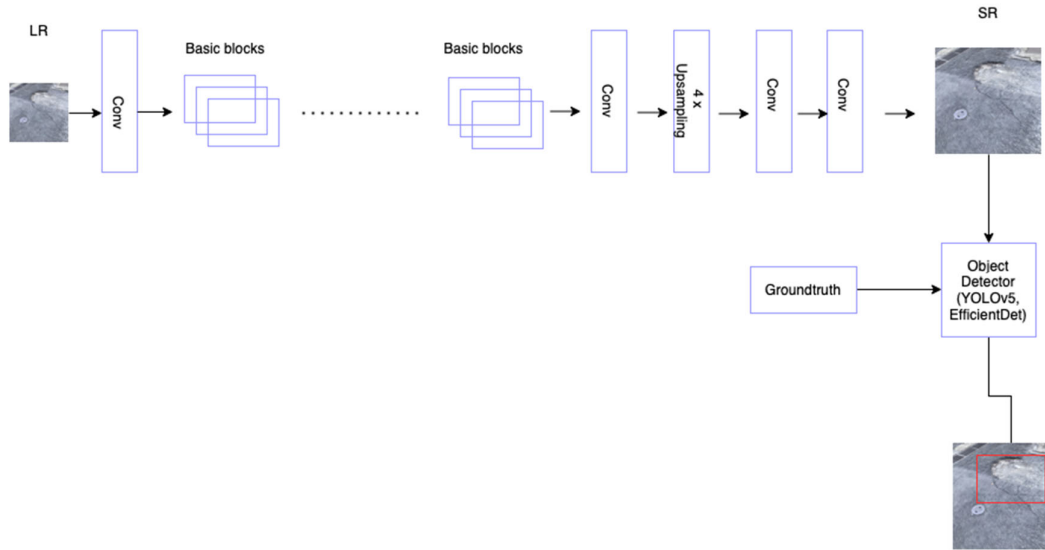 LR
SR
Basic blocks
Basic blocks
Conv
Conv
4 x
Upsampling
Conv
Conv
Groundtruth
Object
Detector
(YOLOv5,
EfficientDet)